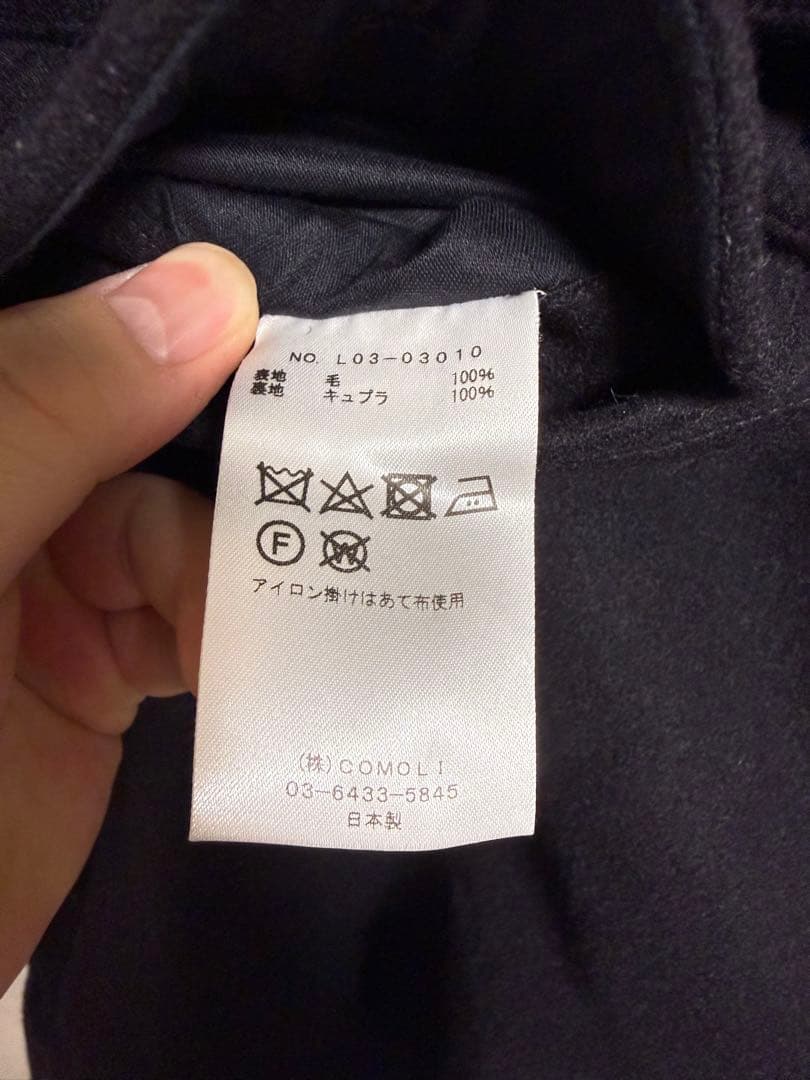 NO. L03-03010
表地 毛 100%
裏地 キュプラ 100%
F W
アイロン掛けはあて布使用
(株)COMOLI
03-6433-5845
日本製